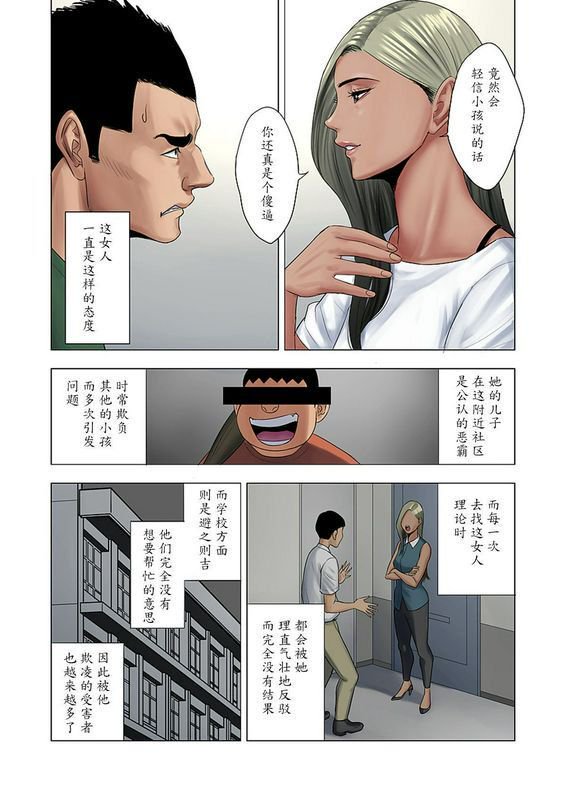 竟然会
轻信小孩
说的话
你还真是个傻逼
这女人
一直是这样的态度
她的儿子
在这附近社区
是公认的恶霸
时常欺负
其他的小孩
而多次引发
问题
而每一次
去找这女人
理论时
都会被她
理直气壮地反驳
而完全没有结果
而学校方面
则是避之则吉
他们完全没有
想要帮忙的意思
因此被他
欺凌的受害者
也越来越多了